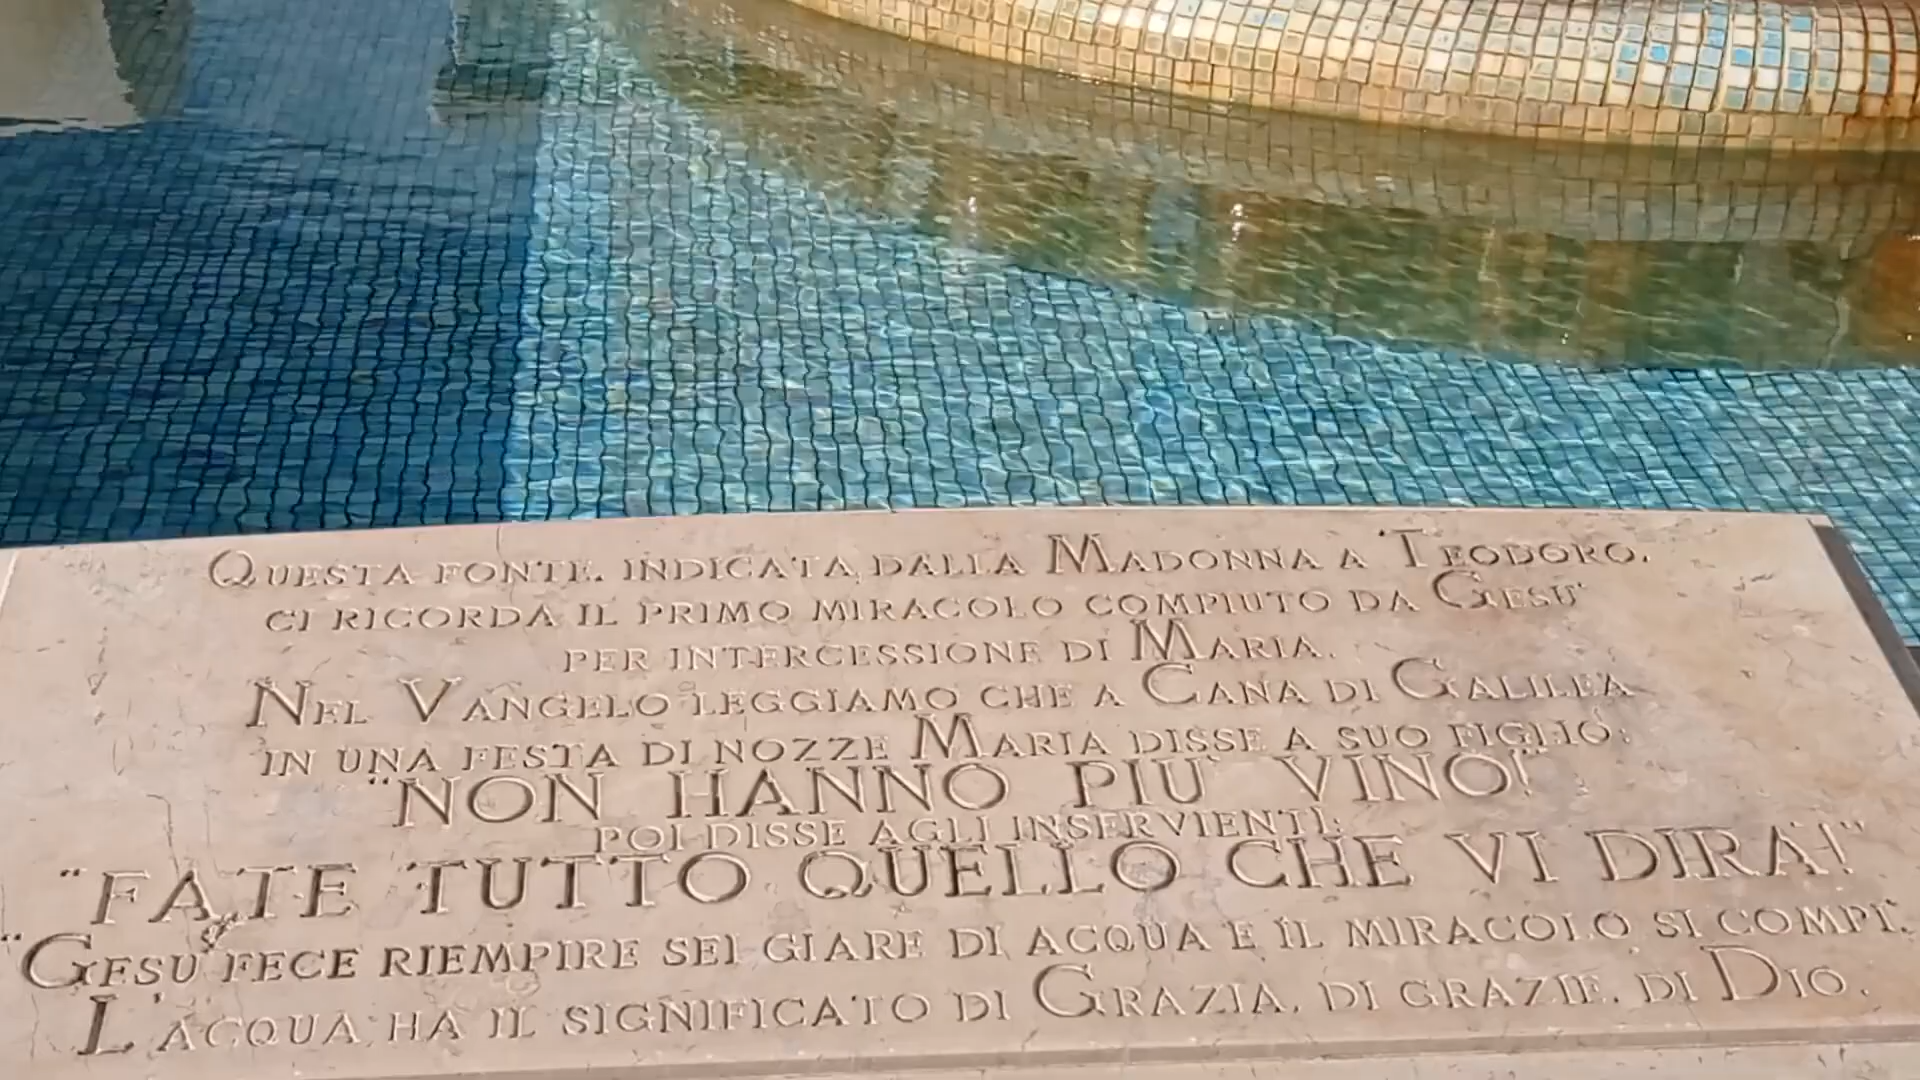 QUESTA FONTE, INDICATA DALLA MADONNA A TEODORO,
CI RICORDA IL PRIMO MIRACOLO COMPIUTO DA GESU'
PER INTERCESSIONE DI MARIA.
NEL VANGELO LEGGIAMO CHE A CANA DI GALILEA
IN UNA FESTA DI NOZZE MARIA DISSE A SUO FIGLIO:
"NON HANNO PIU' VINO!"
POI DISSE AGLI INSERVIENTI:
"FATE TUTTO QUELLO CHE VI DIRA'!"
"GESU' FECE RIEMPIRE SEI GIARE DI ACQUA E IL MIRACOLO SI COMPI'.
L'ACQUA HA IL SIGNIFICATO DI GRAZIA, DI GRAZIE, DI DIO.